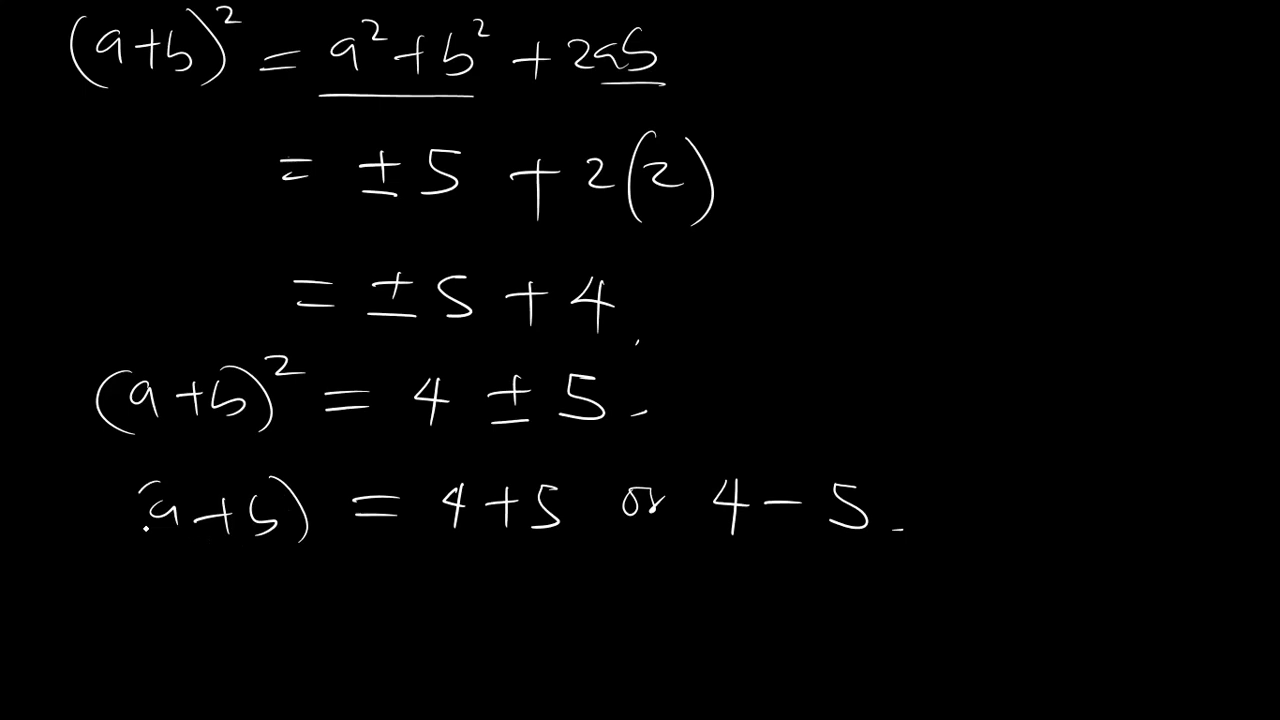 (a+b)² = a²+b² + 2ab
= ±5 + 2(2)
= ±5 + 4.
(a+b)² = 4 ± 5.
(a+b) = 4+5 or 4-5.